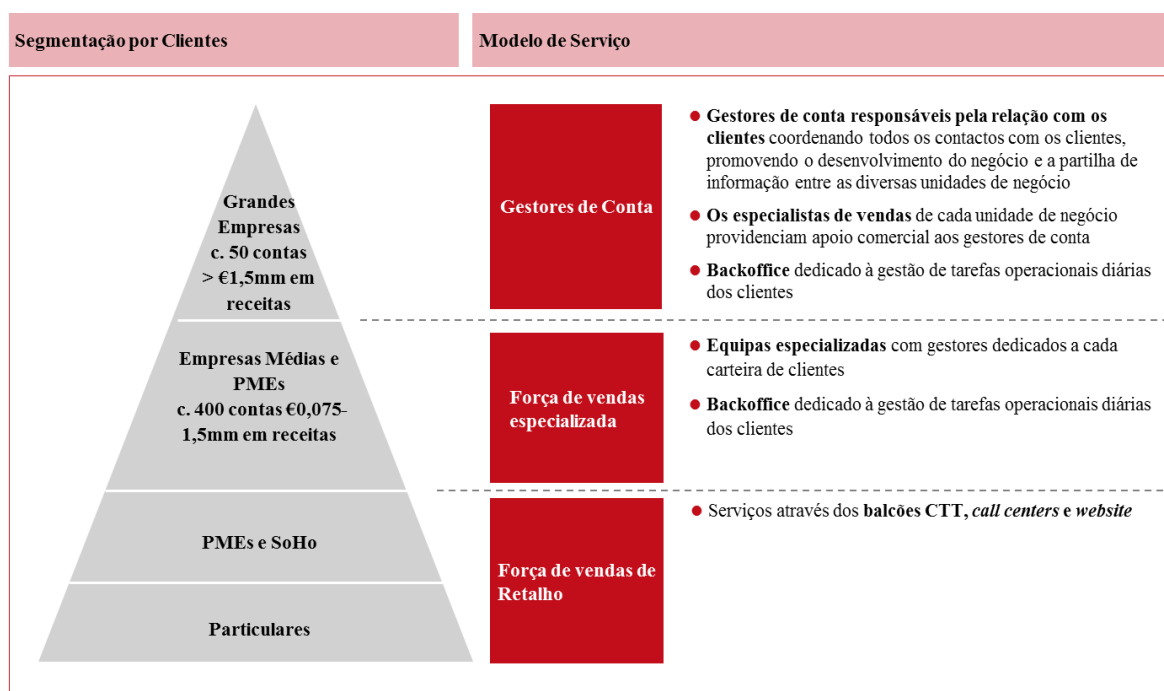 Segmentação por Clientes
Modelo de Serviço
Grandes
Empresas
c. 50 contas
> €1,5mm em
receitas
Gestores de Conta
● Gestores de conta responsáveis pela relação com os
clientes coordenando todos os contactos com os clientes,
promovendo o desenvolvimento do negócio e a partilha de
informação entre as diversas unidades de negócio
● Os especialistas de vendas de cada unidade de negócio
providenciam apoio comercial aos gestores de conta
● Backoffice dedicado à gestão de tarefas operacionais diárias
dos clientes
Empresas Médias e
PMEs
c. 400 contas €0,075-
1,5mm em receitas
Força de vendas
especializada
● Equipas especializadas com gestores dedicados a cada
carteira de clientes
● Backoffice dedicado à gestão de tarefas operacionais diárias
dos clientes
PMEs e SoHo
Particulares
Força de vendas de
Retalho
● Serviços através dos balcões CTT, call centers e website